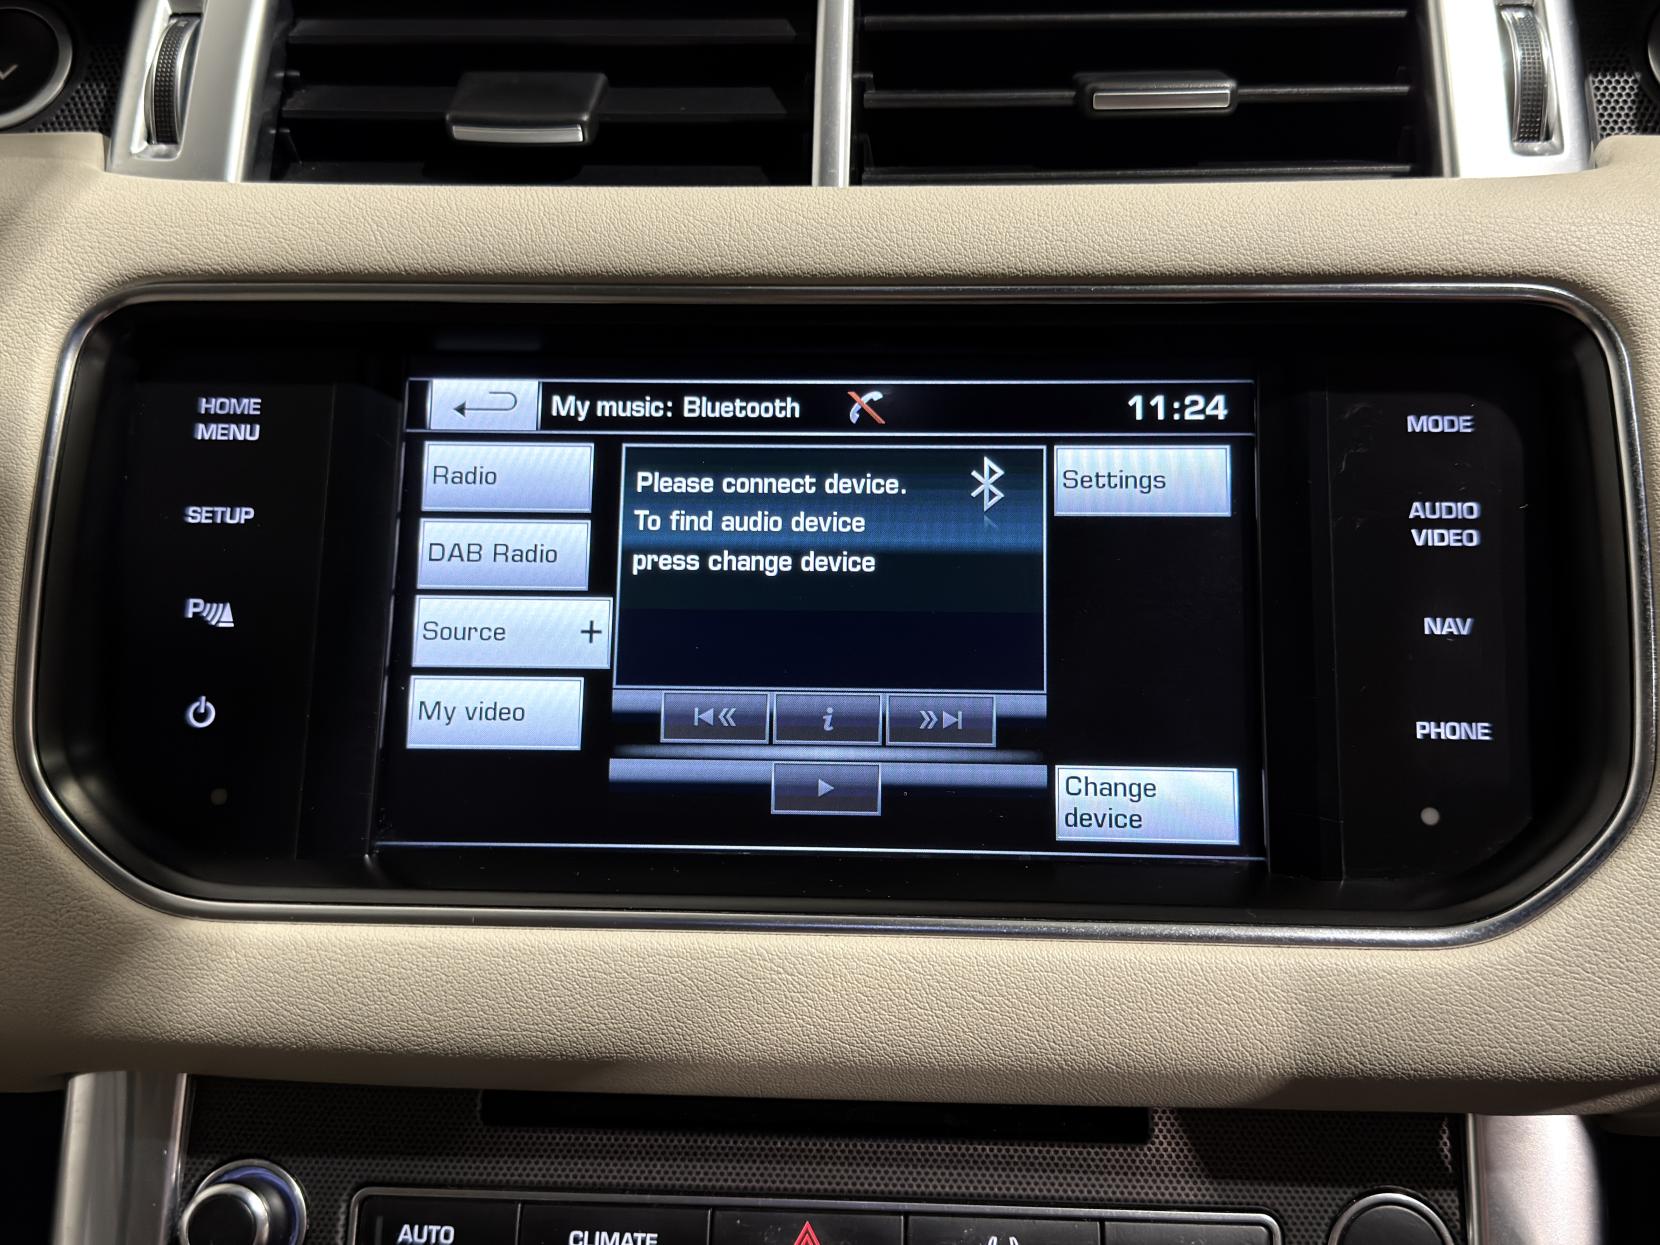 HOME
MENU
SETUP
P
My music: Bluetooth
11:24
Radio
DAB Radio
Source +
My video
Please connect device.
To find audio device
press change device
i
Settings
Change
device
MODE
AUDIO
VIDEO
NAV
PHONE
AUTO
CLIMATE